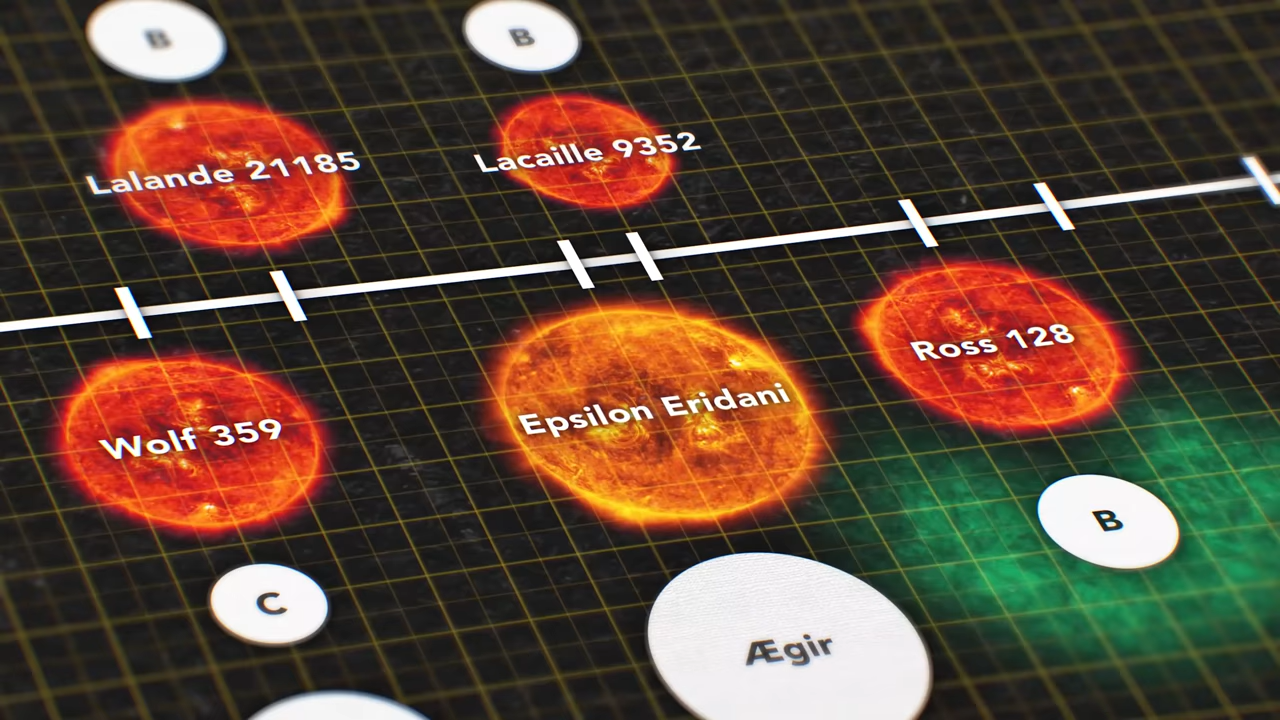 B
B
Lalande 21185
Lacaille 9352
Wolf 359
Epsilon Eridani
Ross 128
C
B
Ægir